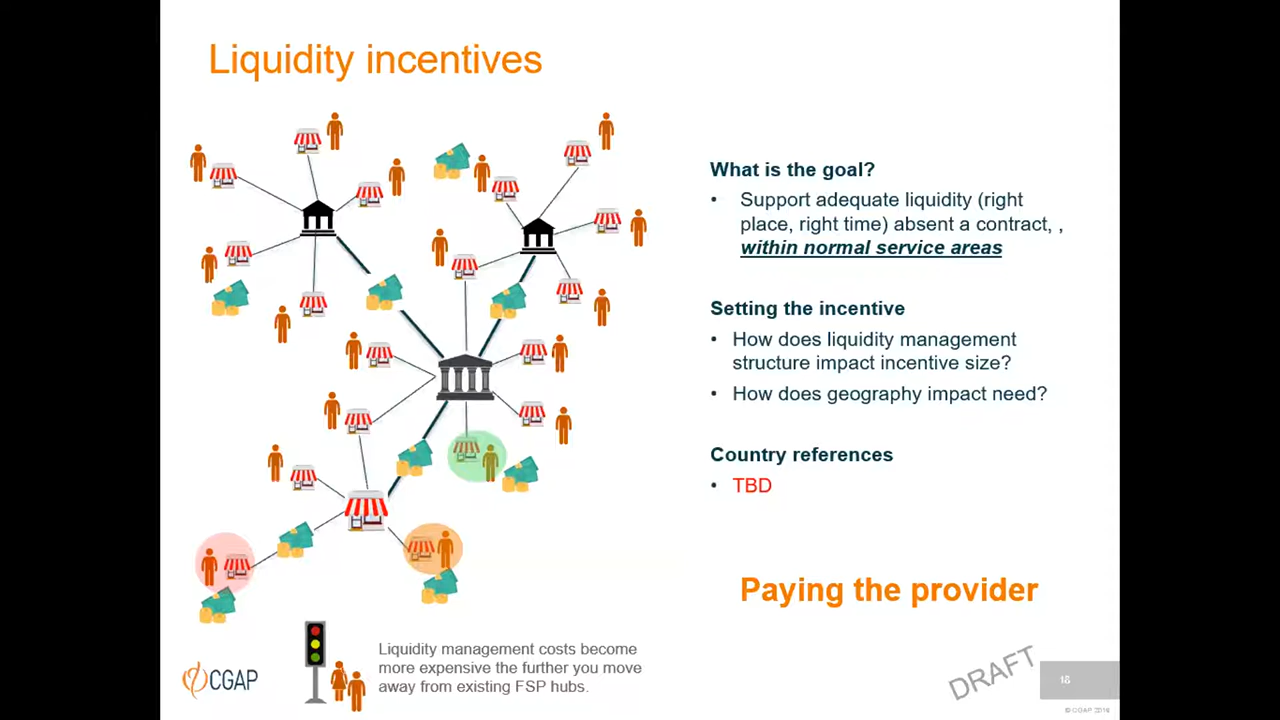 Liquidity incentives
What is the goal?
• Support adequate liquidity (right
place, right time) absent a contract, ,
within normal service areas
Setting the incentive
• How does liquidity management
structure impact incentive size?
• How does geography impact need?
Country references
• TBD
Paying the provider
Liquidity management costs become
more expensive the further you move
away from existing FSP hubs.
CGAP
DRAFT
© CGAP